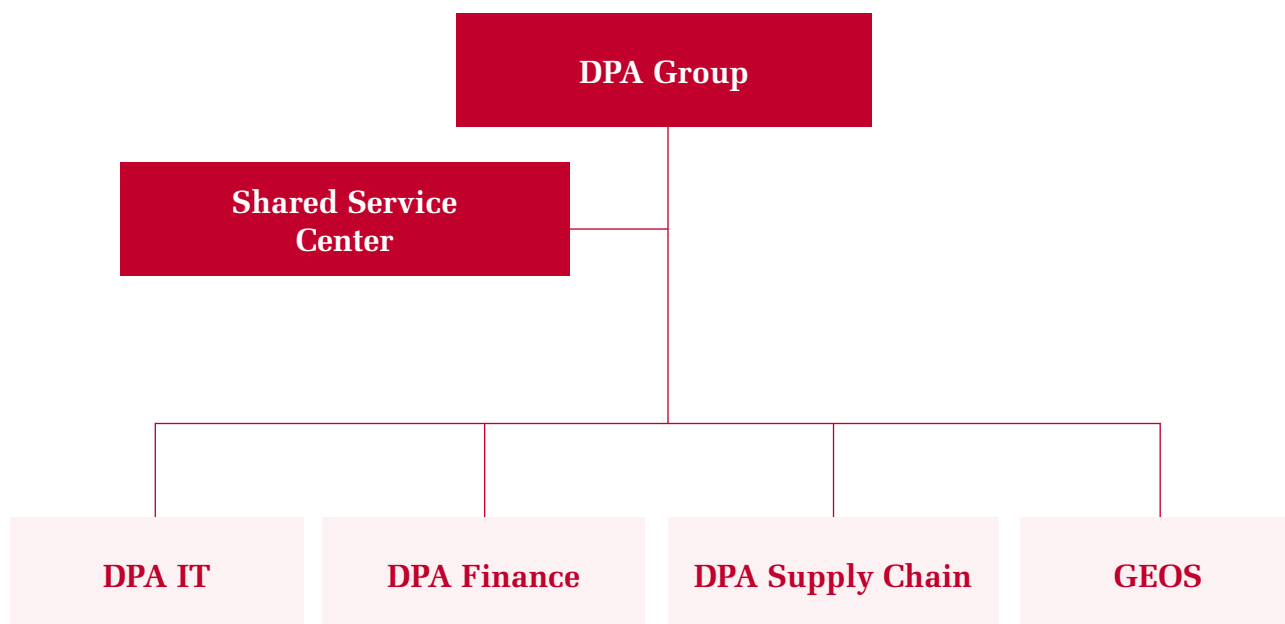 DPA Group
Shared Service
Center
DPA IT
DPA Finance
DPA Supply Chain
GEOS